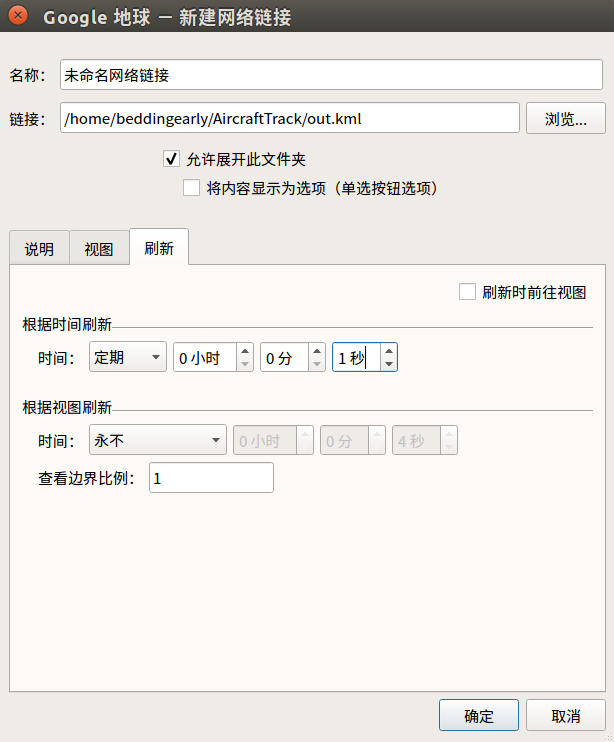 Google 地球 — 新建网络链接
名称： 未命名网络链接
链接： /home/beddingearly/AircraftTrack/out.kml 浏览...
允许展开此文件夹
将内容显示为选项（单选按钮选项）
说明 视图 刷新
刷新时前往视图
根据时间刷新
时间： 定期 0 小时 0 分 1 秒
根据视图刷新
时间： 永不 0 小时 0 分 4 秒
查看边界比例： 1
确定 取消